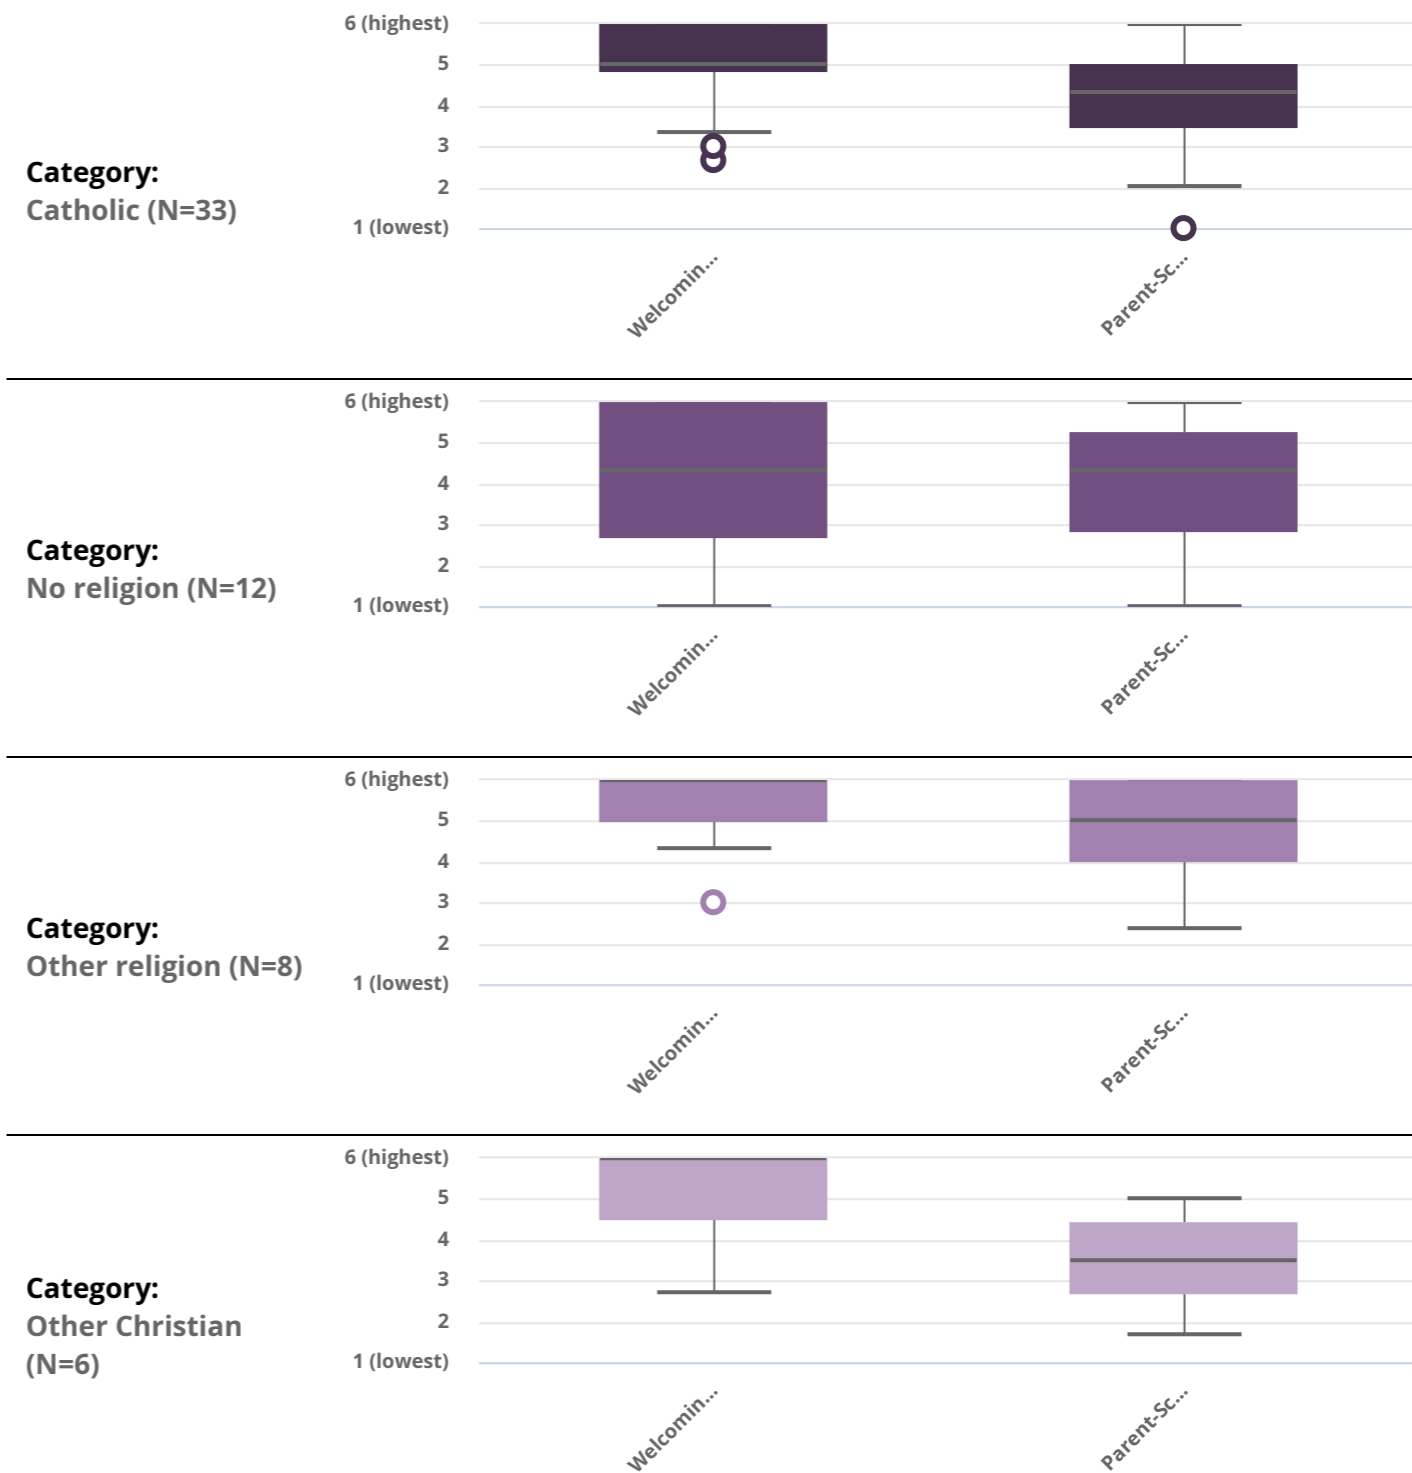 6 (highest)
5
4
3
2
1 (lowest)
Category:
Catholic (N=33)
Welcomin...
Parent-Sc...
6 (highest)
5
4
3
2
1 (lowest)
Category:
No religion (N=12)
Welcomin...
Parent-Sc...
6 (highest)
5
4
3
2
1 (lowest)
Category:
Other religion (N=8)
Welcomin...
Parent-Sc...
6 (highest)
5
4
3
2
1 (lowest)
Category:
Other Christian
(N=6)
Welcomin...
Parent-Sc...